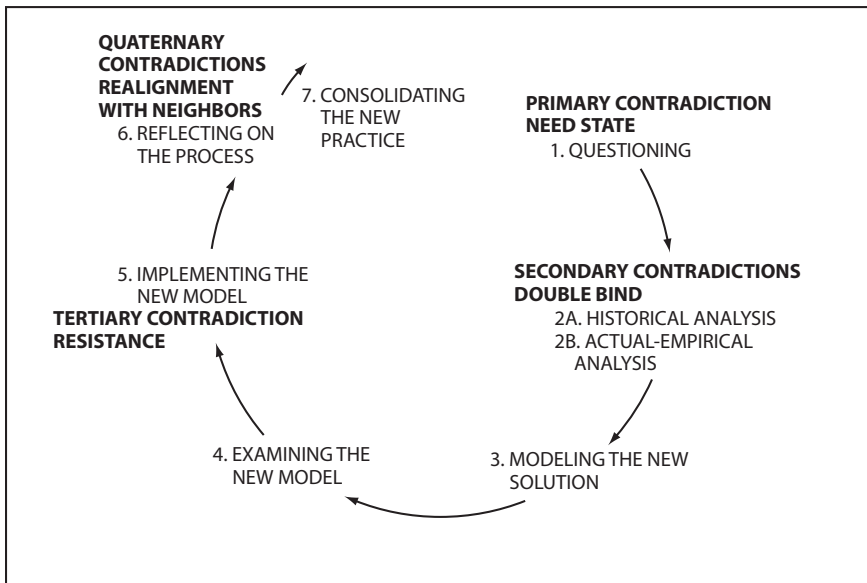 PRIMARY CONTRADICTION
NEED STATE
1. QUESTIONING
SECONDARY CONTRADICTIONS
DOUBLE BIND
2A. HISTORICAL ANALYSIS
2B. ACTUAL-EMPIRICAL
ANALYSIS
3. MODELING THE NEW
SOLUTION
4. EXAMINING THE
NEW MODEL
5. IMPLEMENTING THE
NEW MODEL
TERTIARY CONTRADICTION
RESISTANCE
QUATERNARY
CONTRADICTIONS
REALIGNMENT
WITH NEIGHBORS
6. REFLECTING ON
THE PROCESS
7. CONSOLIDATING
THE NEW
PRACTICE